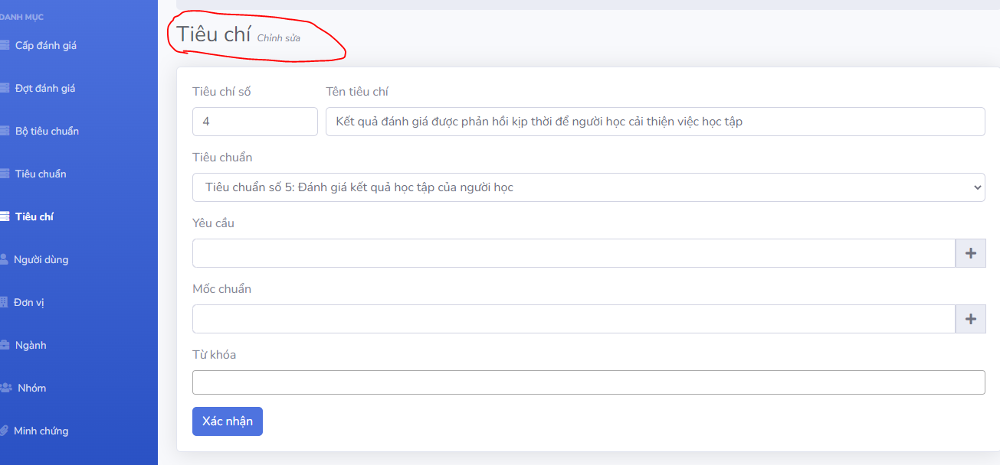 DANH MỤC
Cấp đánh giá
Đợt đánh giá
Bộ tiêu chuẩn
Tiêu chuẩn
Tiêu chí
Người dùng
Đơn vị
Ngành
Nhóm
Minh chứng
Tiêu chí Chỉnh sửa
Tiêu chí số
4
Tên tiêu chí
Kết quả đánh giá được phản hồi kịp thời để người học cải thiện việc học tập
Tiêu chuẩn
Tiêu chuẩn số 5: Đánh giá kết quả học tập của người học
Yêu cầu
Mốc chuẩn
Từ khóa
Xác nhận